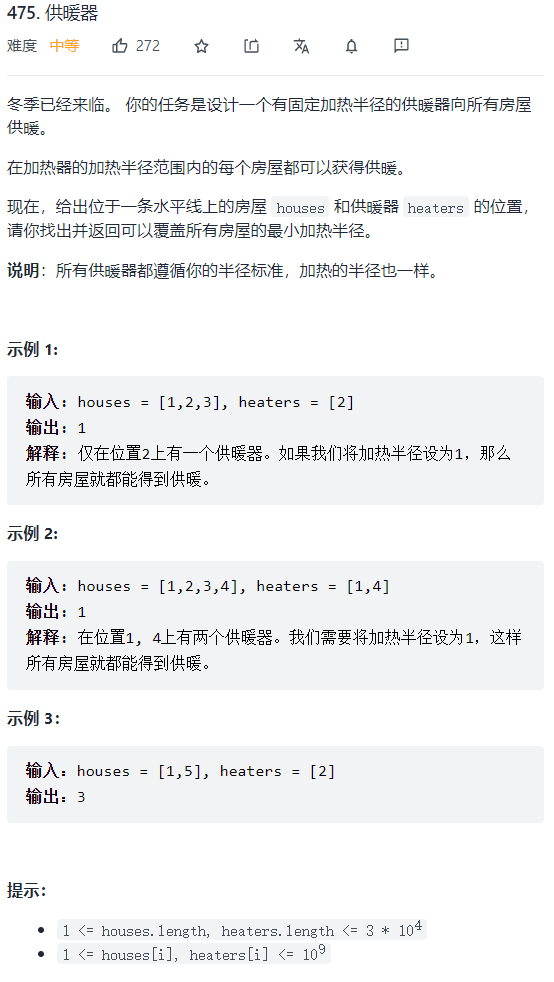 475. 供暖器
难度 中等 272
冬季已经来临。 你的任务是设计一个有固定加热半径的供暖器向所有房屋
供暖。
在加热器的加热半径范围内的每个房屋都可以获得供暖。
现在，给出位于一条水平线上的房屋 houses 和供暖器 heaters 的位置，
请你找出并返回可以覆盖所有房屋的最小加热半径。
说明：所有供暖器都遵循你的半径标准，加热的半径也一样。
示例 1:
输入: houses = [1,2,3], heaters = [2]
输出: 1
解释: 仅在位置2上有一个供暖器。如果我们将加热半径设为1，那么
所有房屋就都能得到供暖。
示例 2:
输入: houses = [1,2,3,4], heaters = [1,4]
输出: 1
解释: 在位置1, 4上有两个供暖器。我们需要将加热半径设为1，这样
所有房屋就都能得到供暖。
示例 3：
输入：houses = [1,5], heaters = [2]
输出：3
提示：
1 <= houses.length, heaters.length <= 3 * 10⁴
1 <= houses[i], heaters[i] <= 10⁹